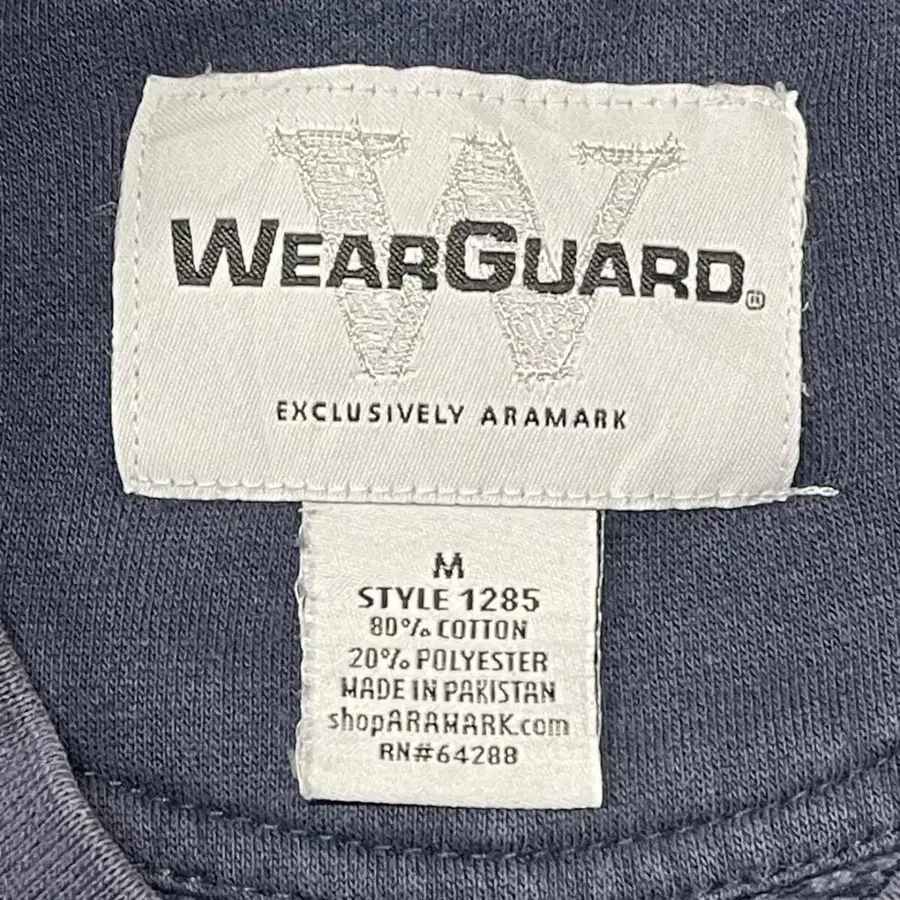 WEARGUARD®
EXCLUSIVELY ARAMARK
M
STYLE 1285
80% COTTON
20% POLYESTER
MADE IN PAKISTAN
shopARAMARK.com
RN#64288